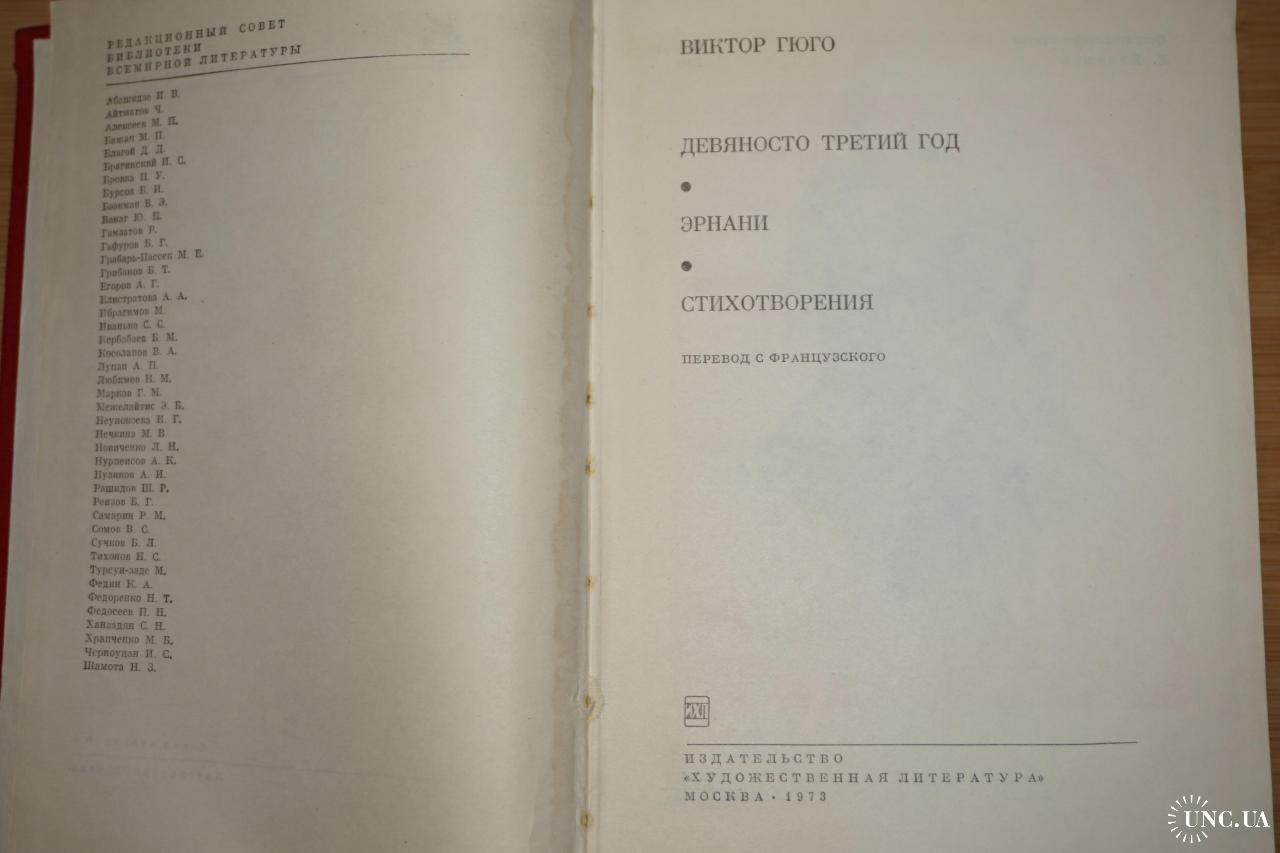 РЕДАКЦИОННЫЙ СОВЕТ
БИБЛИОТЕКИ
ВСЕМИРНОЙ ЛИТЕРАТУРЫ
Абашидзе И. В.
Айтматов Ч.
Алексеев М. П.
Бажан М. П.
Благой Д. Д.
Брагинский И. С.
Бровка П. У.
Бурсов Б. И.
Бээкман В. Э.
Ванаг Ю. П.
Гамзатов Р.
Гафуров Б. Г.
Грабарь-Пассек М. Е.
Грибанов Б. Т.
Егоров А. Г.
Елистратова А. А.
Ибрагимов М.
Иванько С. С.
Кербабаев Б. М.
Косолапов В. А.
Лупан А. П.
Любимов Н. М.
Марков Г. М.
Межелайтис Э. Б.
Неупокоева И. Г.
Нечкина М. В.
Новиченко Л. Н.
Нурпеисов А. К.
Пузиков А. И.
Рашидов Ш. Р.
Реизов Б. Г.
Самарин Р. М.
Сомов В. С.
Сучков Б. Л.
Тихонов Н. С.
Турсун-заде М.
Федин К. А.
Федоренко Н. Т.
Федосеев П. Н.
Ханзадян С. Н.
Храпченко М. Б.
Черноуцан И. С.
Шамота Н. З.
ВИКТОР ГЮГО
ДЕВЯНОСТО ТРЕТИЙ ГОД
•
ЭРНАНИ
•
СТИХОТВОРЕНИЯ
ПЕРЕВОД С ФРАНЦУЗСКОГО
ИЗДАТЕЛЬСТВО
«ХУДОЖЕСТВЕННАЯ ЛИТЕРАТУРА»
МОСКВА · 1973
UNC.UA